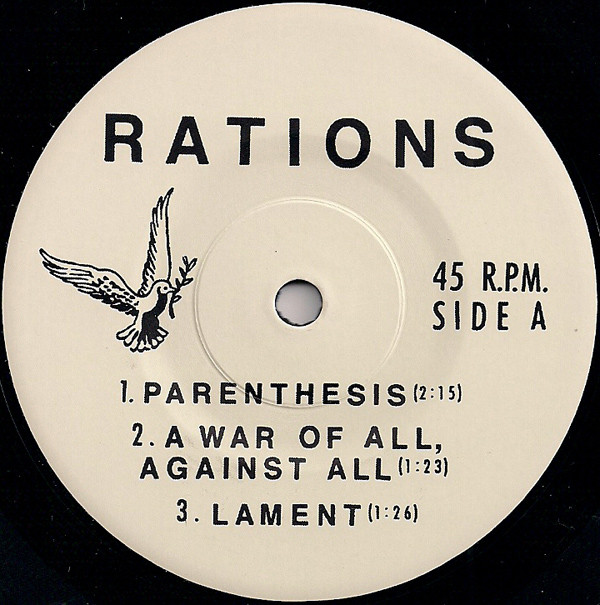 RATIONS
45 R.P.M.
SIDE A
1. PARENTHESIS (2:15)
2. A WAR OF ALL,
AGAINST ALL (1:23)
3. LAMENT (1:26)